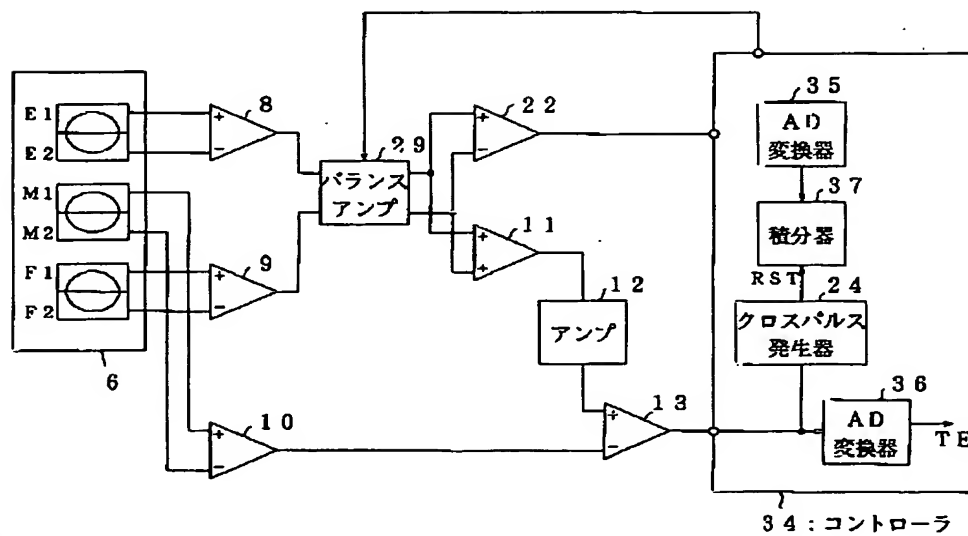 E1
E2
M1
M2
F1
F2
6
8
+
-
9
+
-
10
+
-
29
バランス
アンプ
22
+
-
11
+
+
12
アンプ
13
+
-
35
AD
変換器
37
積分器
RST
24
クロスパルス
発生器
36
AD
変換器
TE
34:コントローラ